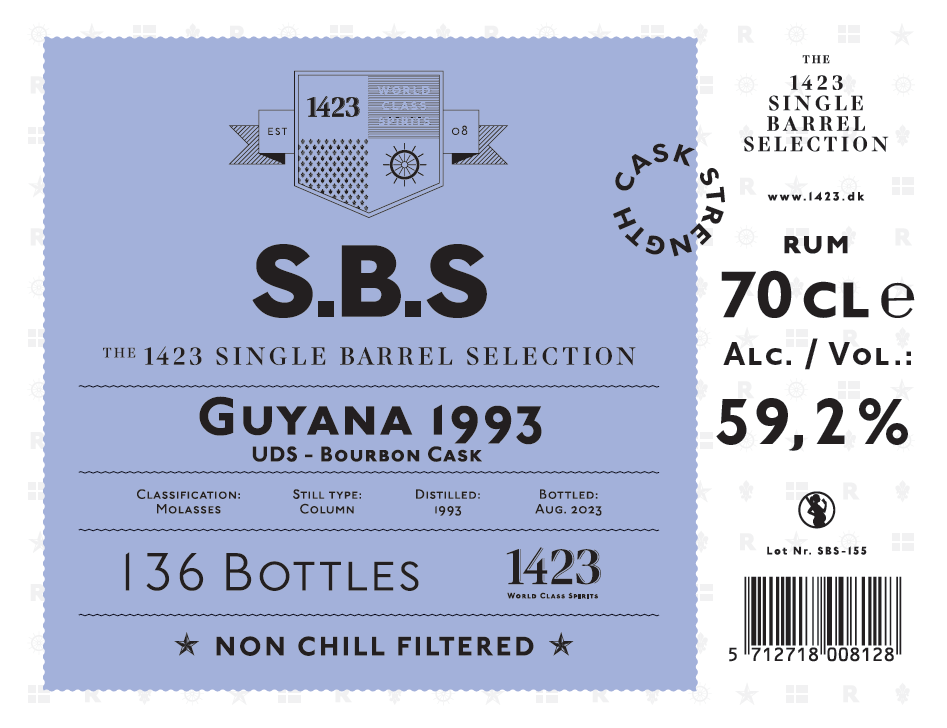 1423
WORLD
CLASS
SPIRITS
EST
08
CASK STRENGTH
S.B.S
THE 1423 SINGLE BARREL SELECTION
GUYANA 1993
UDS - BOURBON CASK
CLASSIFICATION:
MOLASSES
STILL TYPE:
COLUMN
DISTILLED:
1993
BOTTLED:
AUG. 2023
136 BOTTLES
1423
WORLD CLASS SPIRITS
NON CHILL FILTERED
THE
1423
SINGLE
BARREL
SELECTION
www.1423.dk
RUM
70 CL e
ALC. / VOL.:
59,2%
Lot Nr. SBS-155
5 712718 008128